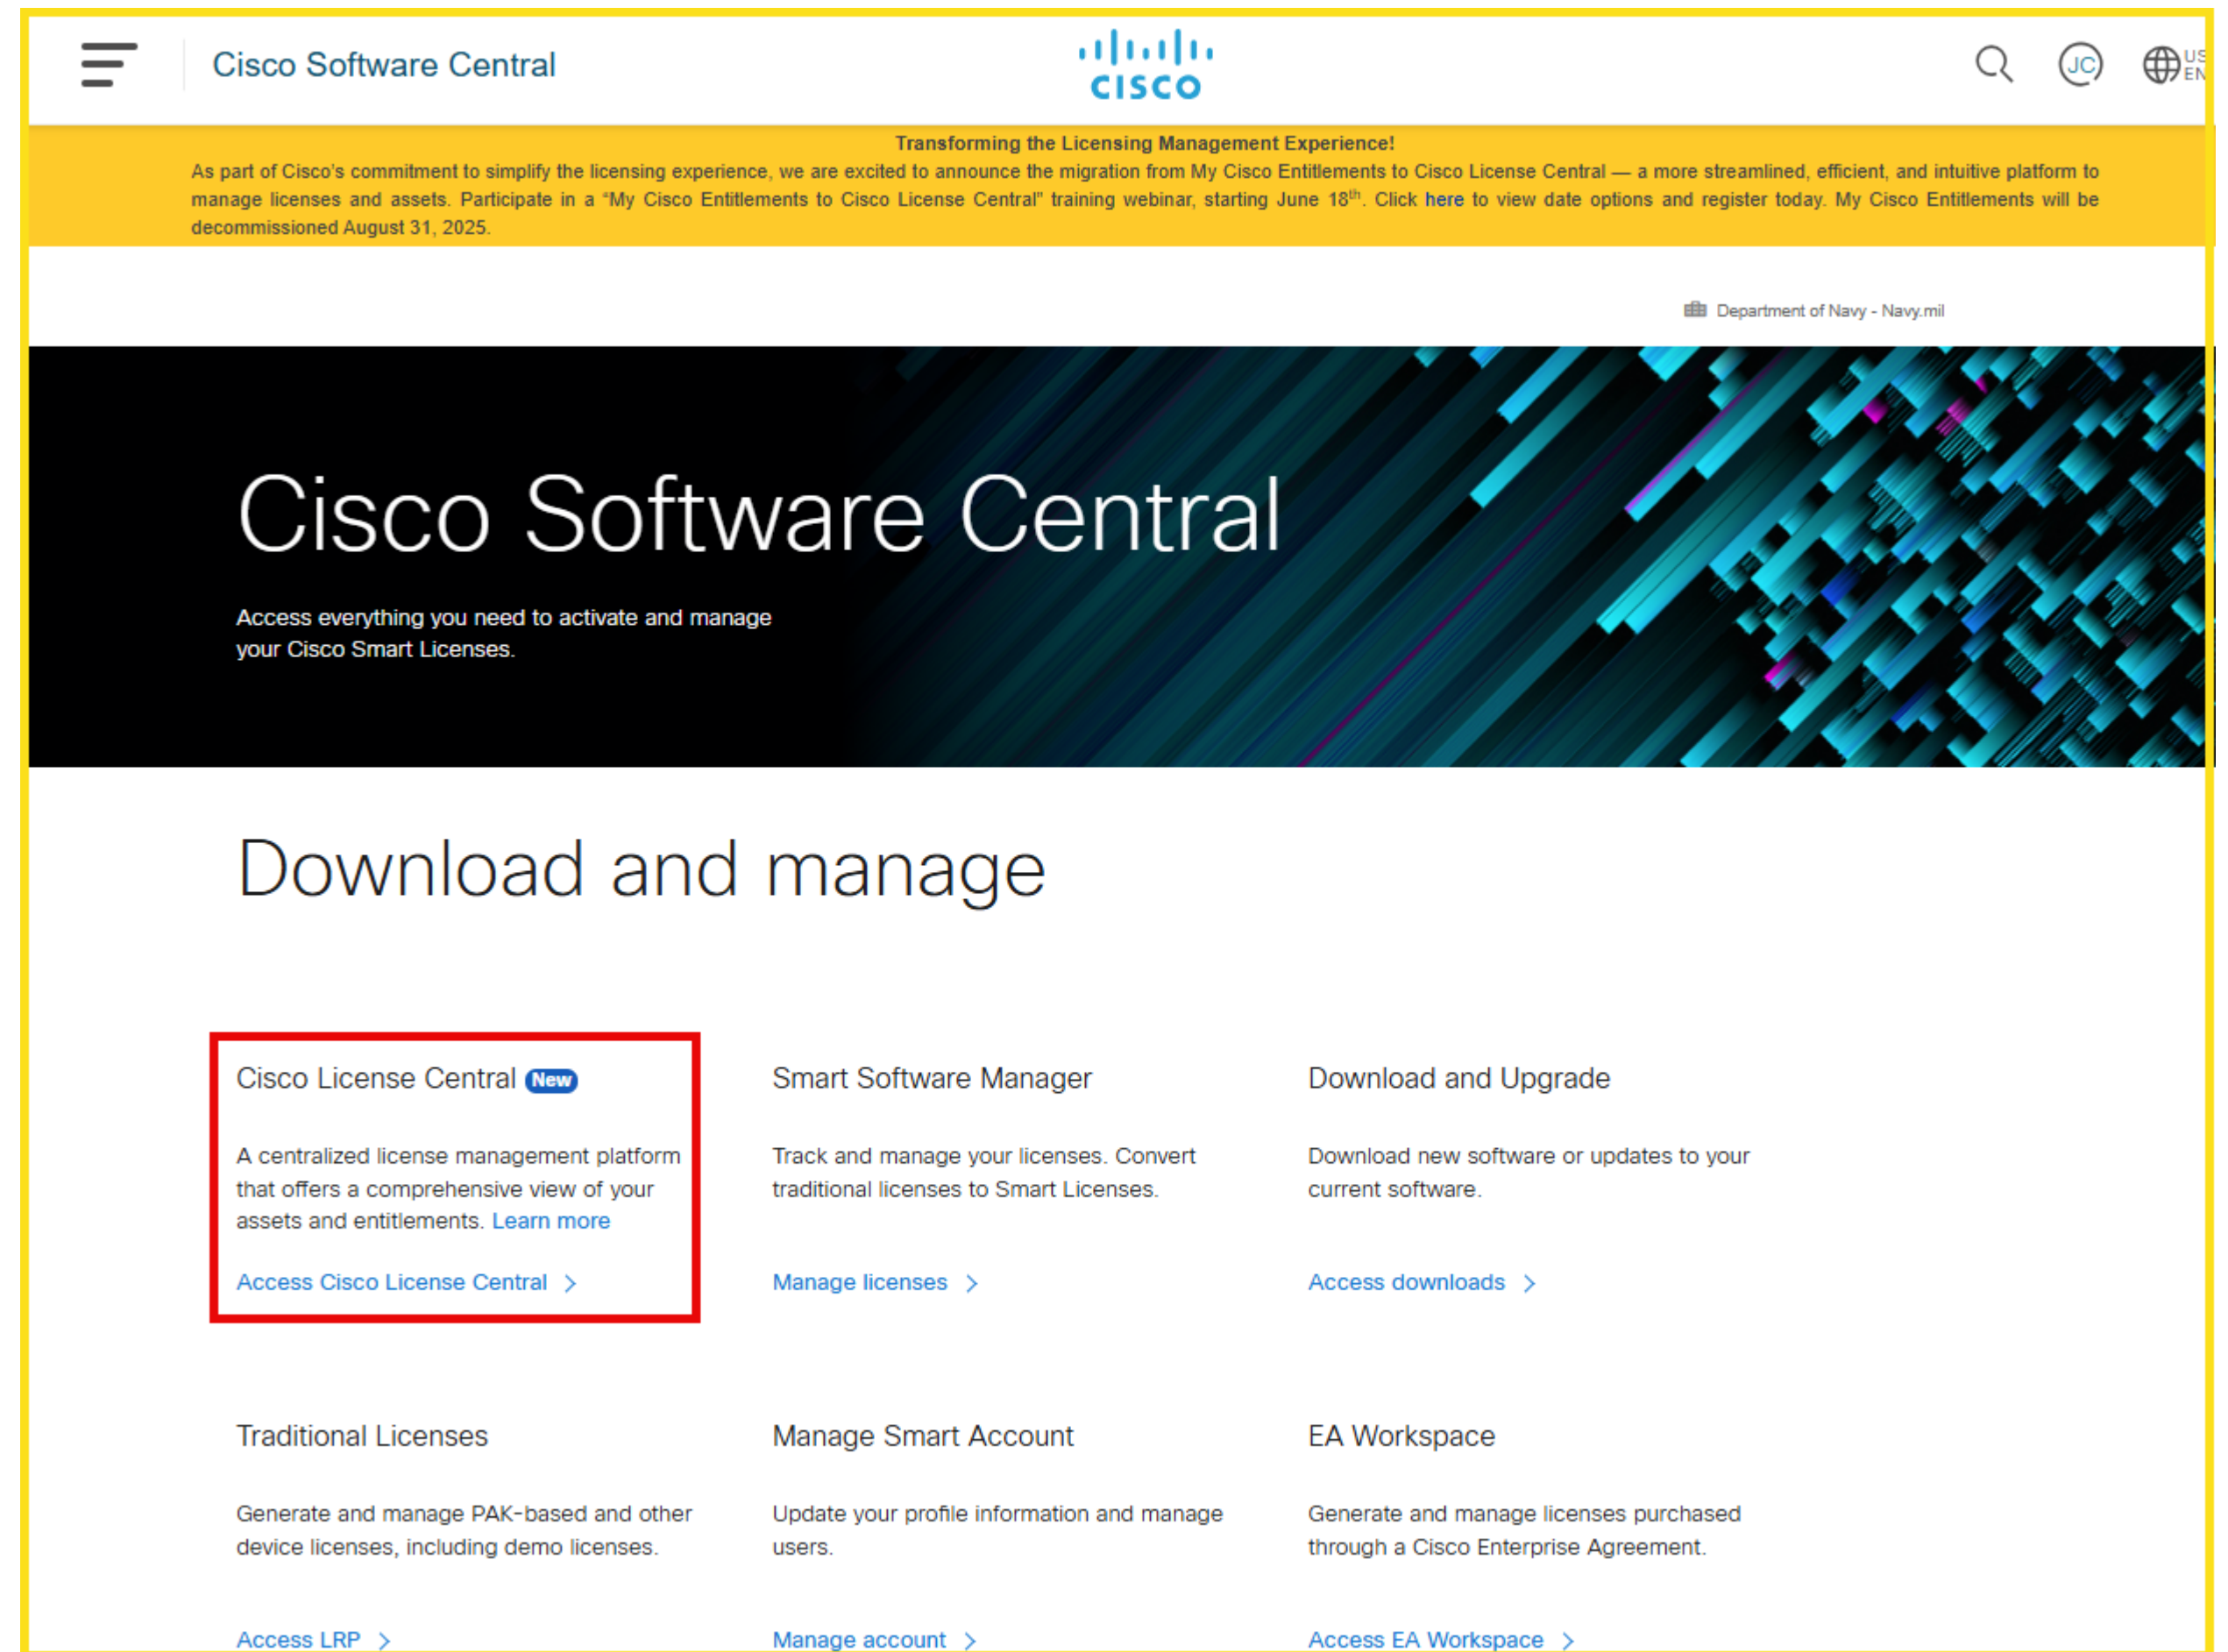 Cisco Software Central
CISCO
JC
US
EN
Transforming the Licensing Management Experience!
As part of Cisco's commitment to simplify the licensing experience, we are excited to announce the migration from My Cisco Entitlements to Cisco License Central — a more streamlined, efficient, and intuitive platform to
manage licenses and assets. Participate in a “My Cisco Entitlements to Cisco License Central" training webinar, starting June 18th. Click here to view date options and register today. My Cisco Entitlements will be
decommissioned August 31, 2025.
Department of Navy - Navy.mil
Cisco Software Central
Access everything you need to activate and manage
your Cisco Smart Licenses.
Download and manage
Cisco License Central New
A centralized license management platform
that offers a comprehensive view of your
assets and entitlements. Learn more
Access Cisco License Central >
Smart Software Manager
Track and manage your licenses. Convert
traditional licenses to Smart Licenses.
Manage licenses >
Download and Upgrade
Download new software or updates to your
current software.
Access downloads >
Traditional Licenses
Generate and manage PAK-based and other
device licenses, including demo licenses.
Access LRP >
Manage Smart Account
Update your profile information and manage
users.
Manage account >
EA Workspace
Generate and manage licenses purchased
through a Cisco Enterprise Agreement.
Access EA Workspace >